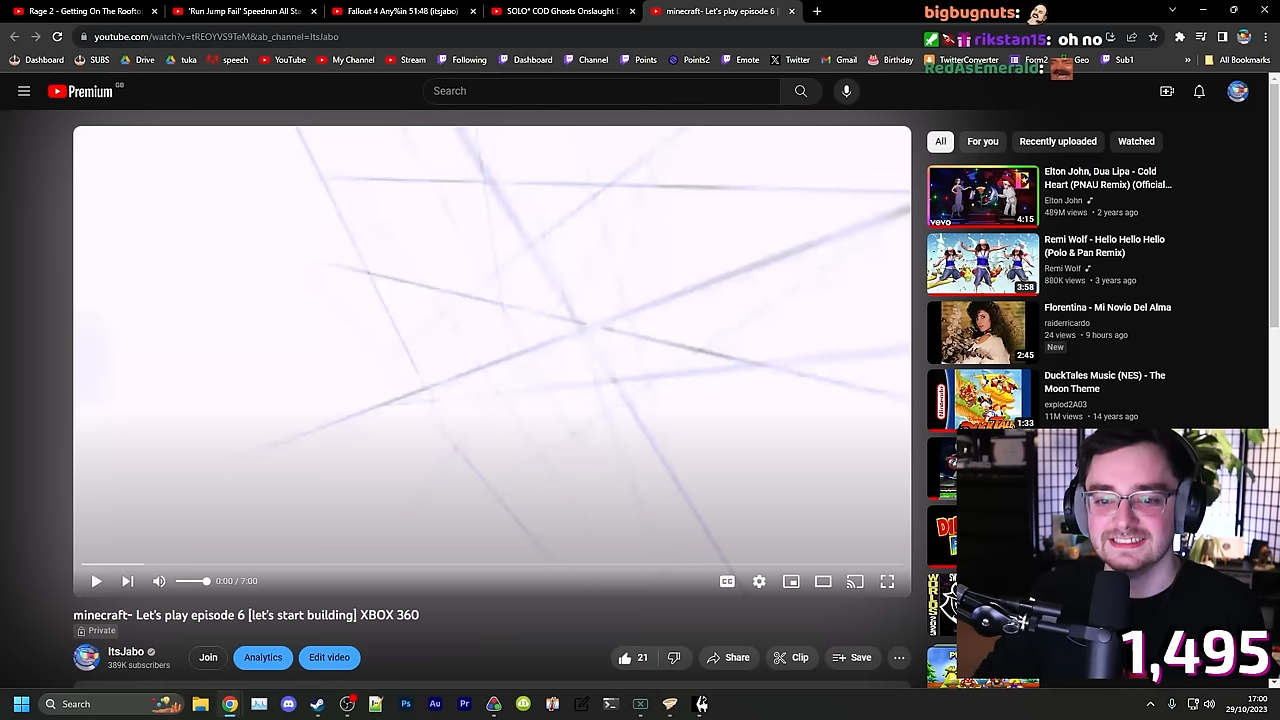 Rage 2 - Getting On The Roofto
'Run Jump Fail' Speedrun All St
Fallout 4 Any%in 51:48 (itsjabo)
SOLO* COD Ghosts Onslaught D
minecraft- Let's play episode 6 [
bigbugnuts:
rikstain15: oh no
RedAsEmerald:
youtube.com/watch?v=tREOYVS9Tro&ab_channel=ItsJabo
Dashboard
SUBS
Drive
tuka
YouTube
MyYT
Stream
Following
Dashboard
Channel
Points
Points2
Emote
Twitter
Gmail
Birthday
TwitterConverter
Form2
Geo
Sub1
All Bookmarks
Premium GB
Search
All
For you
Recently uploaded
Watched
Elton John, Dua Lipa - Cold
Heart (PNAU Remix) (Official...
Elton John
489M views • 2 years ago
vevo
4:15
Remi Wolf - Hello Hello Hello
(Polo & Pan Remix)
Remi Wolf
880K views • 3 years ago
3:58
Florentina - Mi Novio Del Alma
raiderricardo
24 views • 9 hours ago
New
2:45
DuckTales Music (NES) - The
Moon Theme
explod2A03
11M views • 14 years ago
1:33
0:00 / 7:00
minecraft- Let's play episode 6 [let's start building] XBOX 360
Private
ItsJabo
389K subscribers
Join
Analytics
Edit video
21
Share
Clip
Save
1,495
Search
17:00
29/10/2023